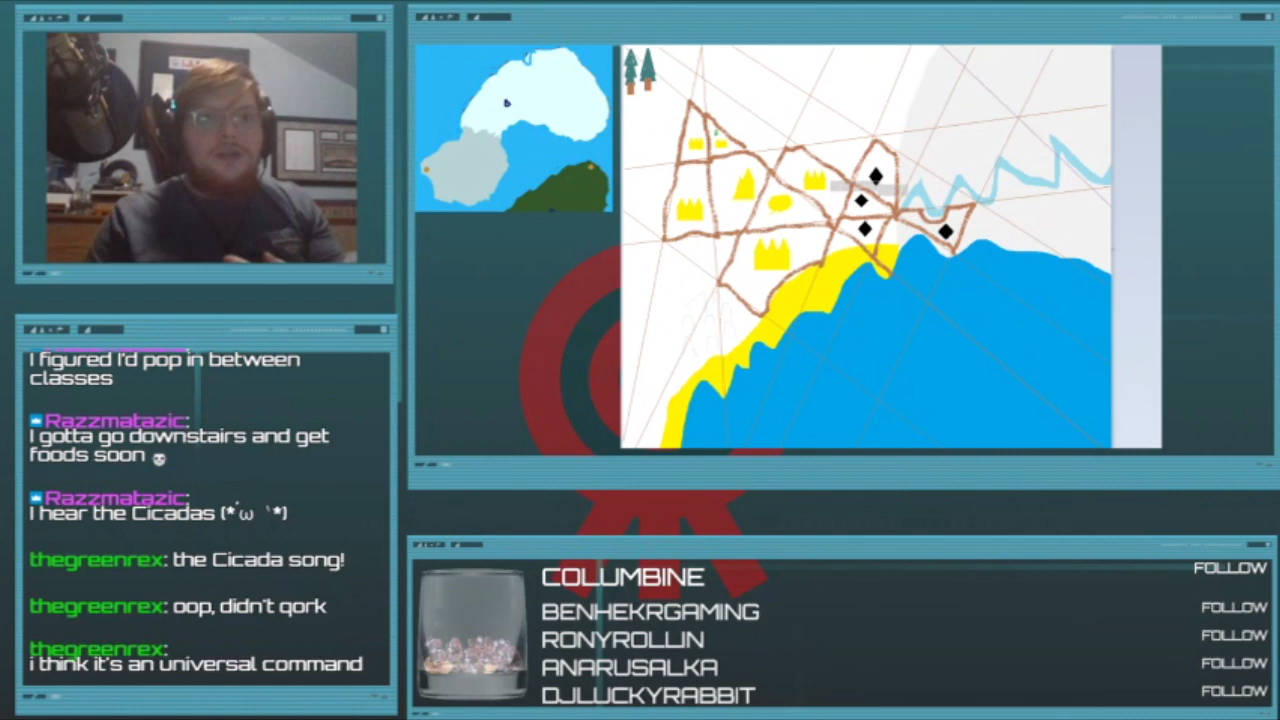 I figured I'd pop in between
classes
Razzmatazic:
I gotta go downstairs and get
foods soon
Razzmatazic:
I hear the Cicadas (*´ω｀*)
thegreenrex: the Cicada song!
thegreenrex: oop, didn't qork
thegreenrex:
i think it's an universal command
COLUMBINE FOLLOW
BENHEKRGAMING FOLLOW
RONYROLLIN FOLLOW
ANARUSALKA FOLLOW
DJLUCKYRABBIT FOLLOW